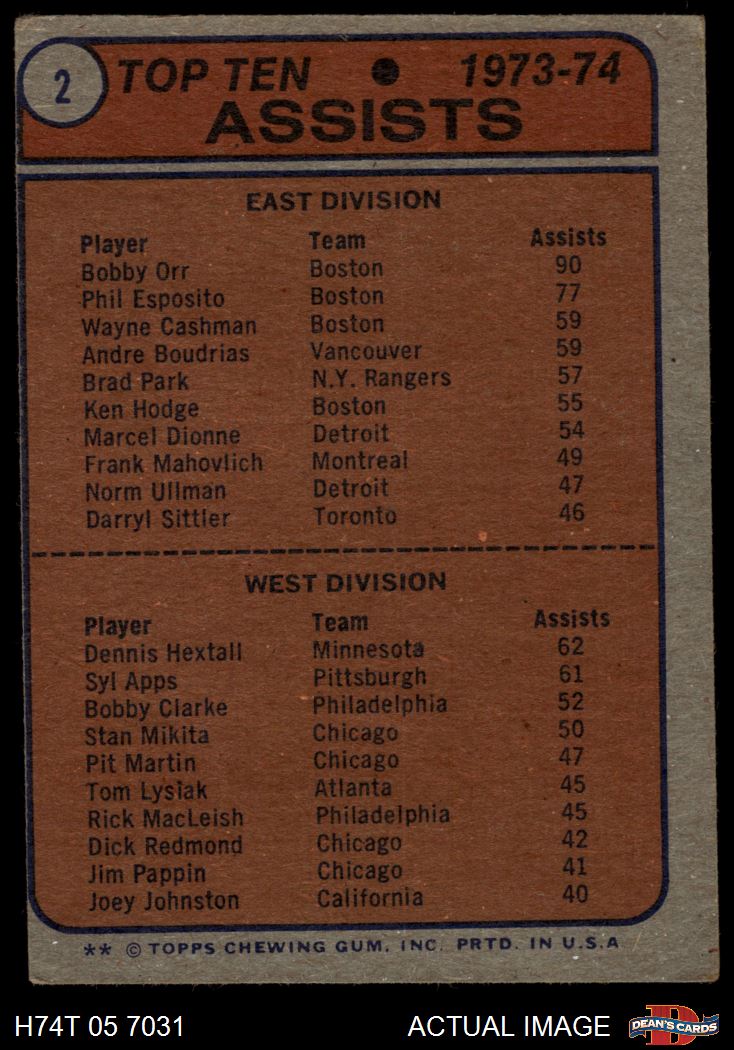 2 TOP TEN ● 1973-74
ASSISTS
EAST DIVISION
Player Team Assists
Bobby Orr Boston 90
Phil Esposito Boston 77
Wayne Cashman Boston 59
Andre Boudrias Vancouver 59
Brad Park N.Y. Rangers 57
Ken Hodge Boston 55
Marcel Dionne Detroit 54
Frank Mahovlich Montreal 49
Norm Ullman Detroit 47
Darryl Sittler Toronto 46
WEST DIVISION
Player Team Assists
Dennis Hextall Minnesota 62
Syl Apps Pittsburgh 61
Bobby Clarke Philadelphia 52
Stan Mikita Chicago 50
Pit Martin Chicago 47
Tom Lysiak Atlanta 45
Rick MacLeish Philadelphia 45
Dick Redmond Chicago 42
Jim Pappin Chicago 41
Joey Johnston California 40
** © TOPPS CHEWING GUM, INC. PRTD. IN U.S.A
H74T 05 7031 ACTUAL IMAGE DEAN'S CARDS